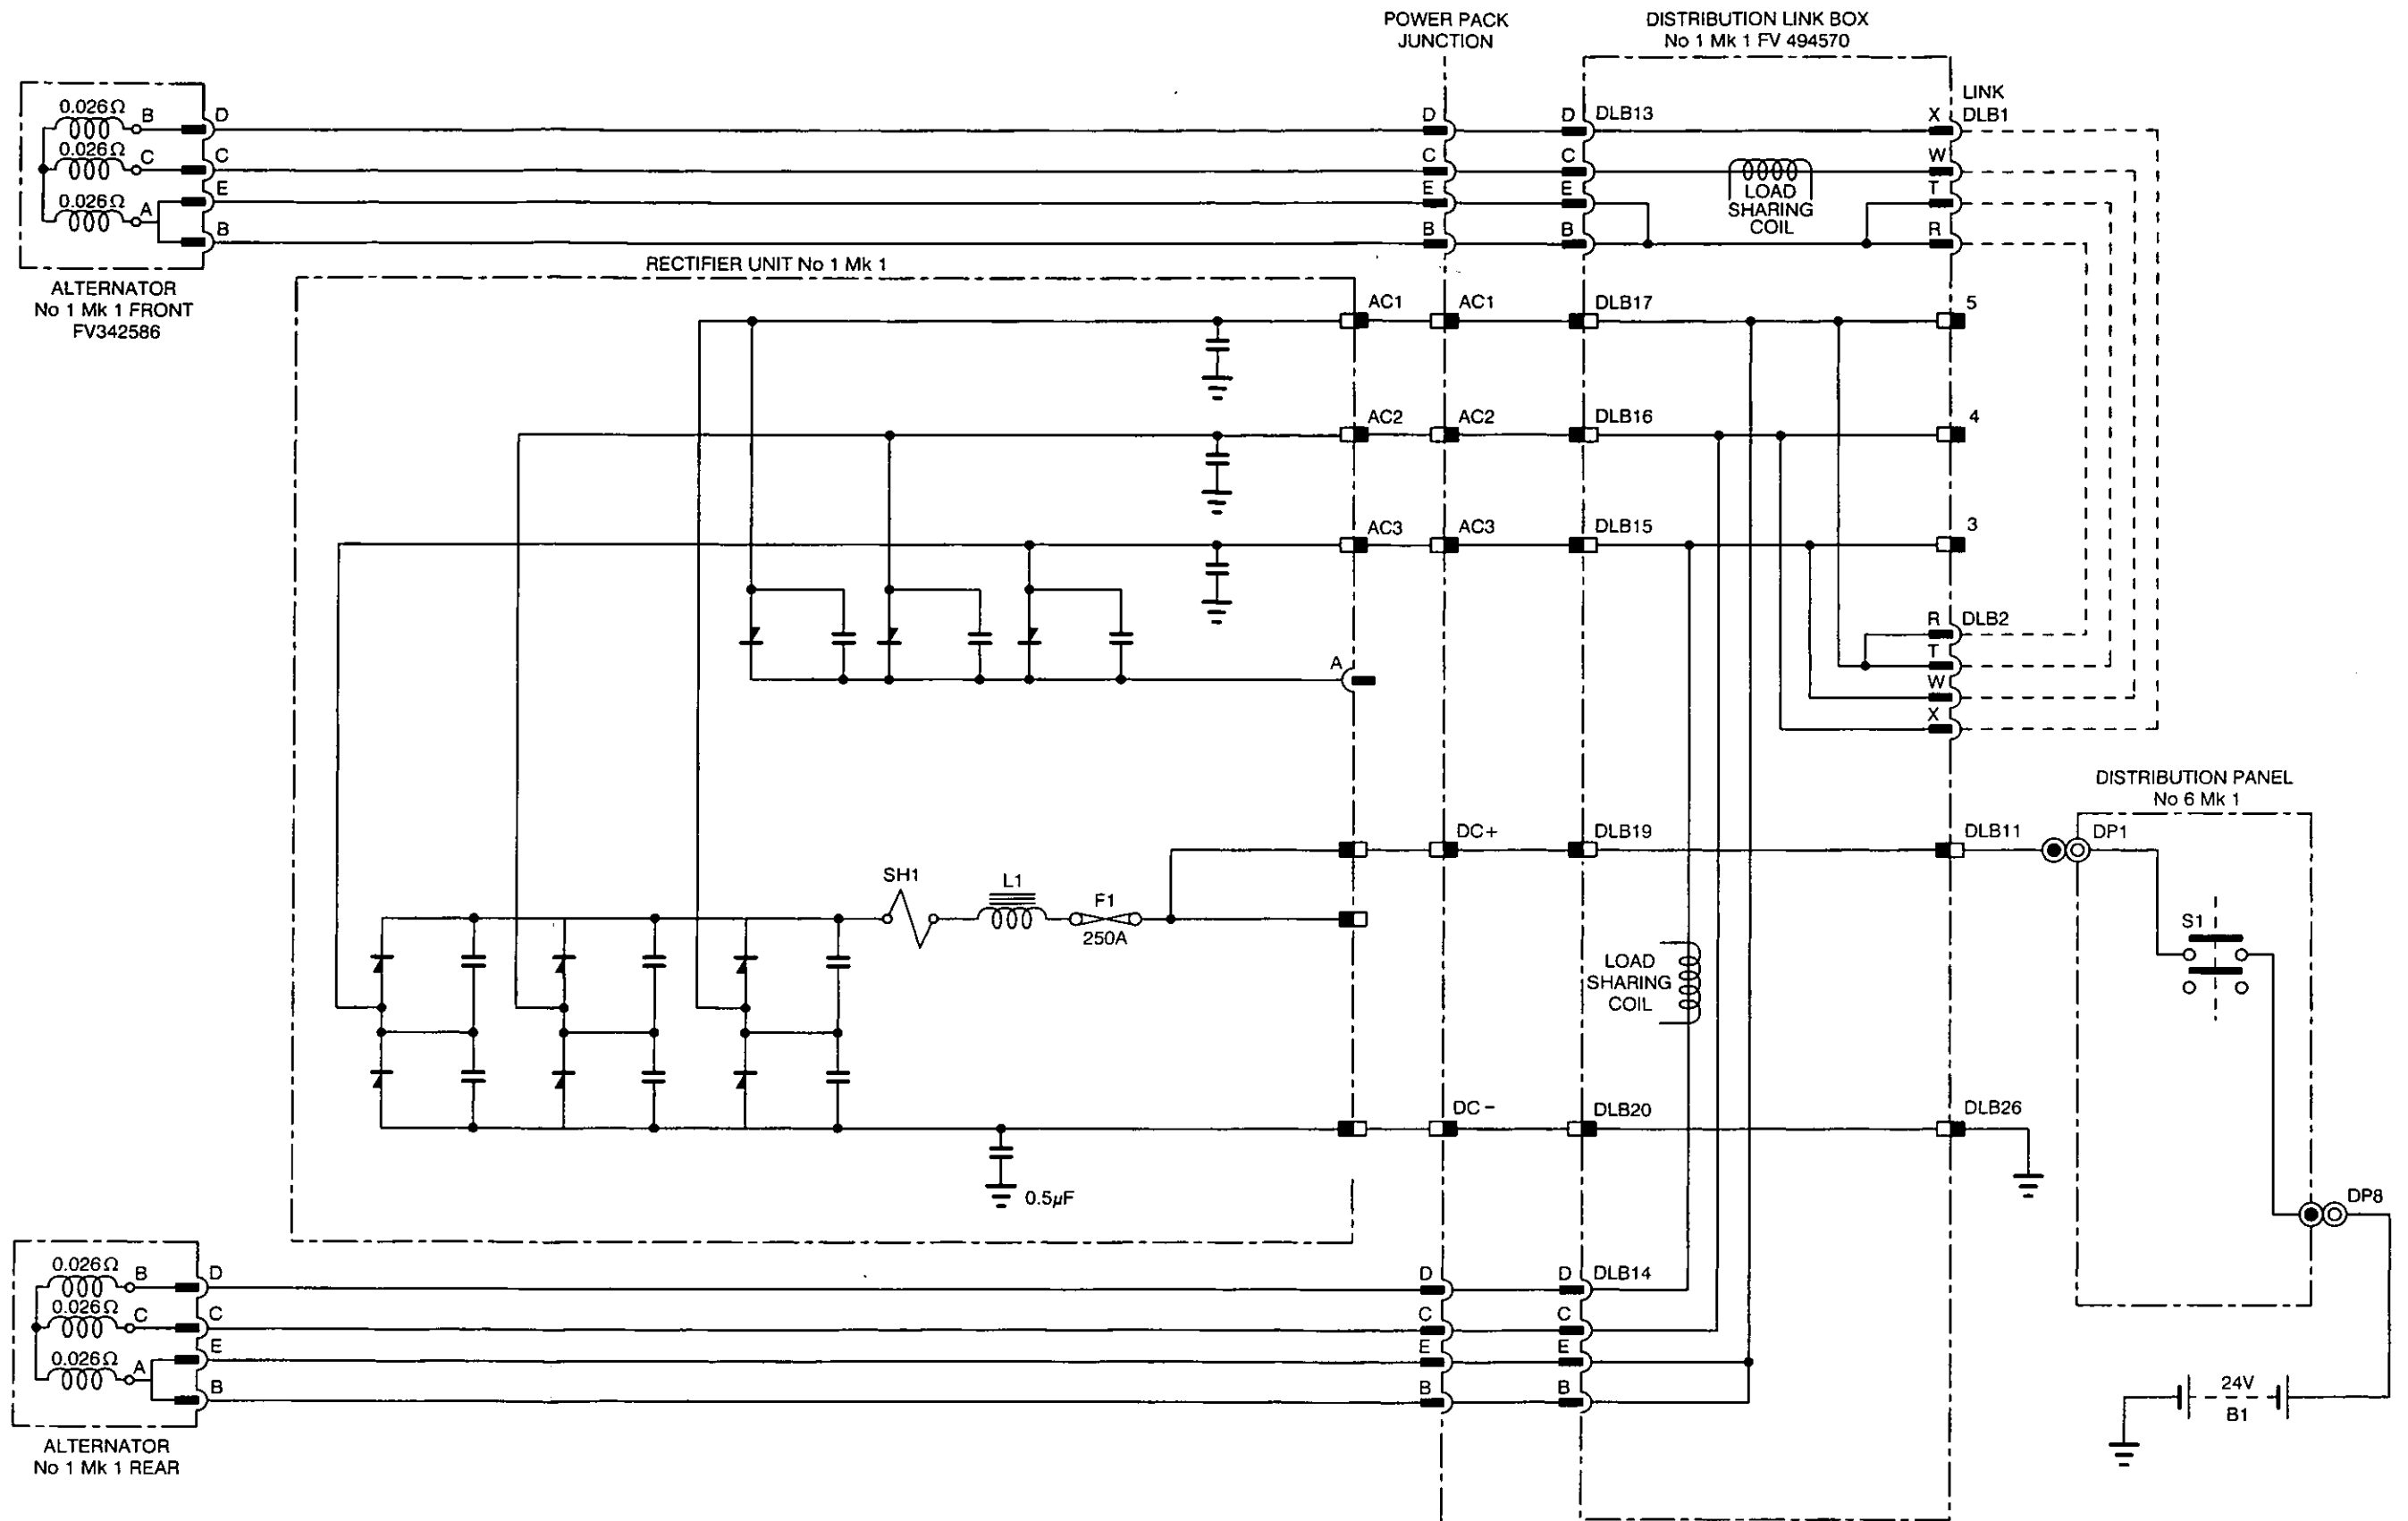 POWER PACK
JUNCTION
DISTRIBUTION LINK BOX
No 1 Mk 1 FV 494570
LINK
0.026Ω
B
D
D
D
DLB13
X
DLB1
0.026Ω
C
C
C
C
W
E
E
E
T
LOAD
SHARING
COIL
0.026Ω
A
B
B
B
R
RECTIFIER UNIT No 1 Mk 1
ALTERNATOR
No 1 Mk 1 FRONT
FV342586
AC1
AC1
DLB17
5
AC2
AC2
DLB16
4
AC3
AC3
DLB15
3
R
DLB2
A
T
W
X
DISTRIBUTION PANEL
No 6 Mk 1
DC+
DLB19
DLB11
DP1
SH1
L1
F1
250A
S1
LOAD
SHARING
COIL
DC-
DLB20
DLB26
0.5µF
DP8
0.026Ω
B
D
D
D
DLB14
0.026Ω
C
C
C
C
E
E
E
0.026Ω
A
B
B
B
24V
B1
ALTERNATOR
No 1 Mk 1 REAR